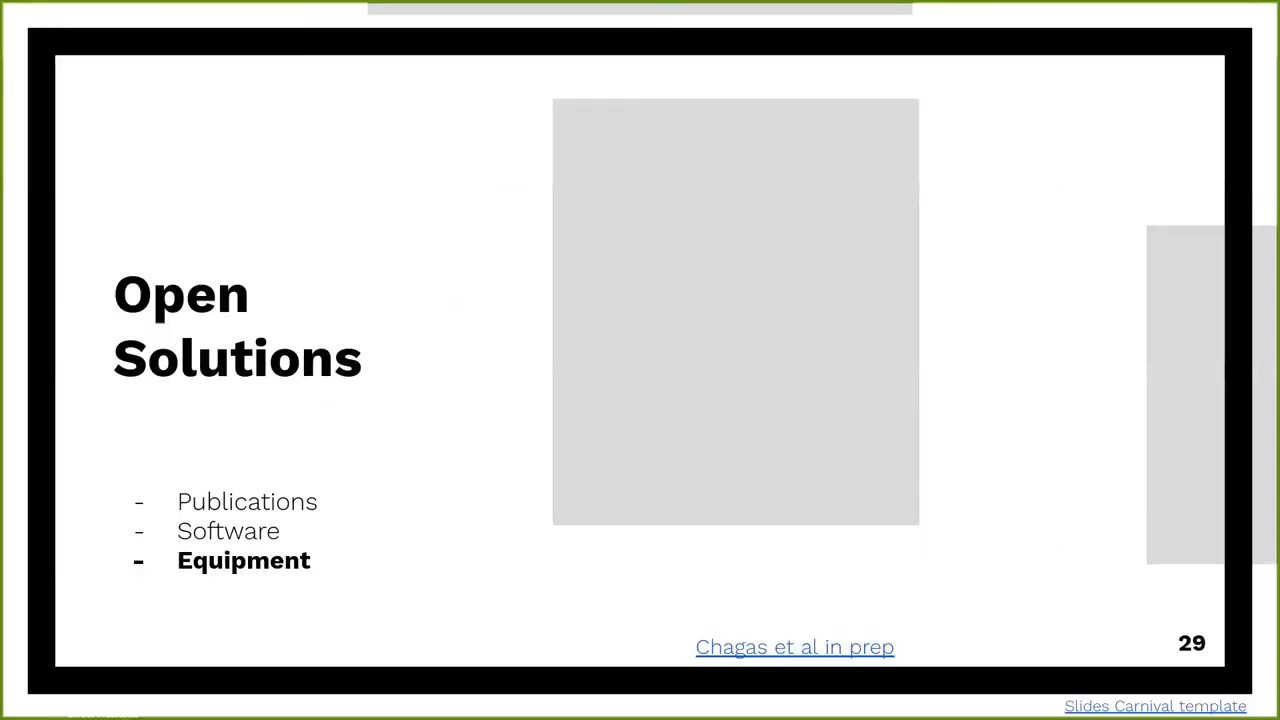 Open
Solutions
- Publications
- Software
- Equipment
Chagas et al in prep
29
Slides Carnival template